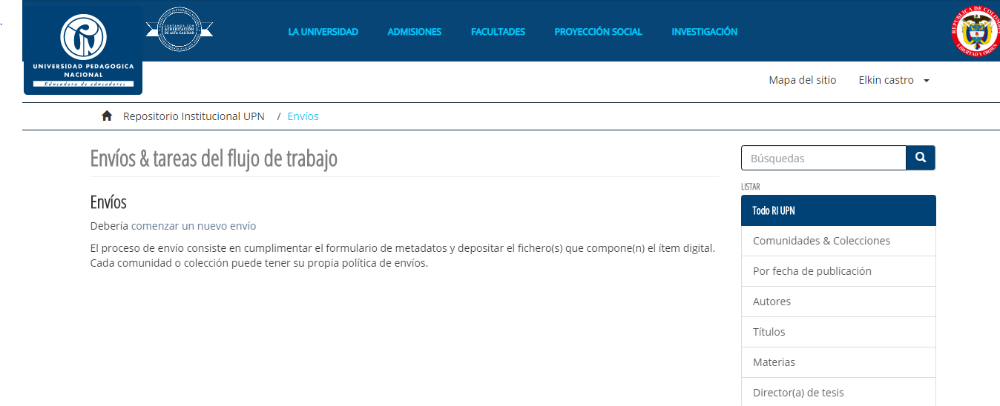 LA UNIVERSIDAD ADMISIONES FACULTADES PROYECCIÓN SOCIAL INVESTIGACIÓN
CONTAMOS CON
ACREDITACIÓN
DE ALTA CALIDAD
REPUBLICA DE COLOMBIA
LIBERTAD Y ORDEN
UNIVERSIDAD PEDAGOGICA
NACIONAL
Educadora de educadores
Mapa del sitio Elkin castro
Repositorio Institucional UPN / Envíos
Envíos & tareas del flujo de trabajo
Búsquedas
LISTAR
Envíos
Todo RI UPN
Debería comenzar un nuevo envío
El proceso de envío consiste en cumplimentar el formulario de metadatos y depositar el fichero(s) que compone(n) el ítem digital.
Cada comunidad o colección puede tener su propia política de envíos.
Comunidades & Colecciones
Por fecha de publicación
Autores
Títulos
Materias
Director(a) de tesis